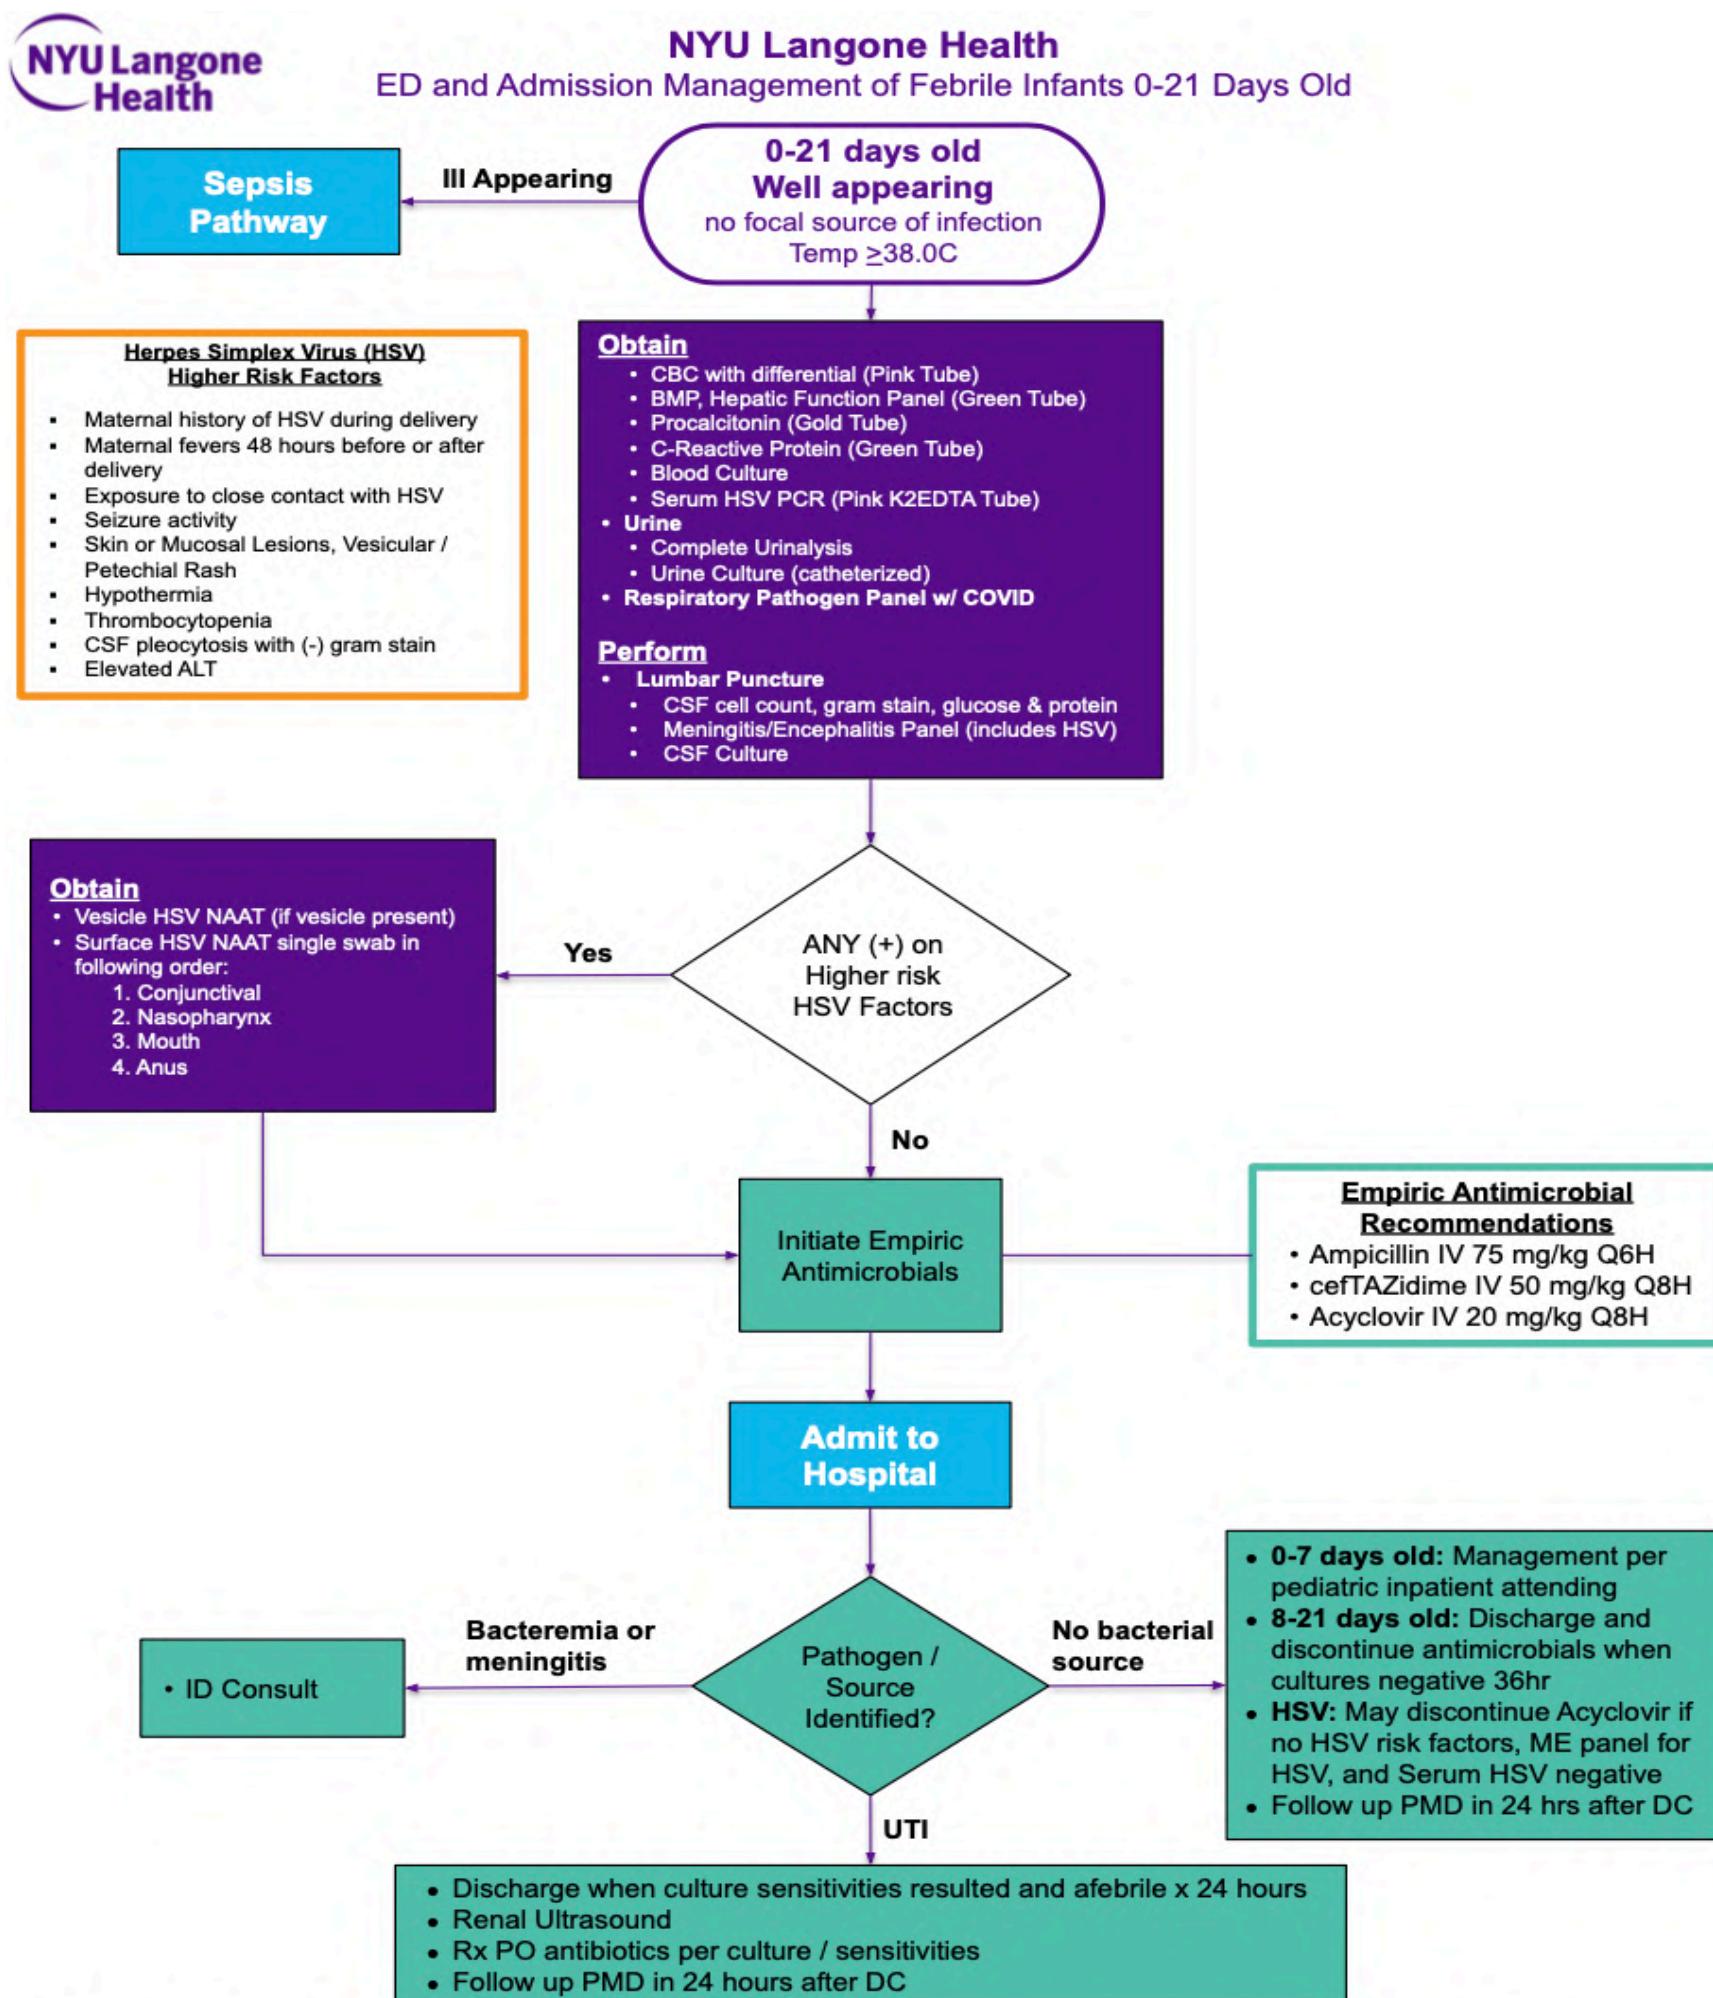 NYU Langone
Health
NYU Langone Health
ED and Admission Management of Febrile Infants 0-21 Days Old
0-21 days old
Well appearing
no focal source of infection
Temp ≥38.0C
Ill Appearing
Sepsis
Pathway
Herpes Simplex Virus (HSV)
Higher Risk Factors
▪ Maternal history of HSV during delivery
▪ Maternal fevers 48 hours before or after
delivery
▪ Exposure to close contact with HSV
▪ Seizure activity
▪ Skin or Mucosal Lesions, Vesicular /
Petechial Rash
▪ Hypothermia
▪ Thrombocytopenia
▪ CSF pleocytosis with (-) gram stain
▪ Elevated ALT
Obtain
• CBC with differential (Pink Tube)
• BMP, Hepatic Function Panel (Green Tube)
• Procalcitonin (Gold Tube)
• C-Reactive Protein (Green Tube)
• Blood Culture
• Serum HSV PCR (Pink K2EDTA Tube)
• Urine
• Complete Urinalysis
• Urine Culture (catheterized)
• Respiratory Pathogen Panel w/ COVID
Perform
• Lumbar Puncture
• CSF cell count, gram stain, glucose & protein
• Meningitis/Encephalitis Panel (includes HSV)
• CSF Culture
ANY (+) on
Higher risk
HSV Factors
Yes
Obtain
• Vesicle HSV NAAT (if vesicle present)
• Surface HSV NAAT single swab in
following order:
1. Conjunctival
2. Nasopharynx
3. Mouth
4. Anus
No
Initiate Empiric
Antimicrobials
Empiric Antimicrobial
Recommendations
• Ampicillin IV 75 mg/kg Q6H
• cefTAZidime IV 50 mg/kg Q8H
• Acyclovir IV 20 mg/kg Q8H
Admit to
Hospital
Pathogen /
Source
Identified?
Bacteremia or
meningitis
• ID Consult
No bacterial
source
• 0-7 days old: Management per
pediatric inpatient attending
• 8-21 days old: Discharge and
discontinue antimicrobials when
cultures negative 36hr
• HSV: May discontinue Acyclovir if
no HSV risk factors, ME panel for
HSV, and Serum HSV negative
• Follow up PMD in 24 hrs after DC
UTI
• Discharge when culture sensitivities resulted and afebrile x 24 hours
• Renal Ultrasound
• Rx PO antibiotics per culture / sensitivities
• Follow up PMD in 24 hours after DC